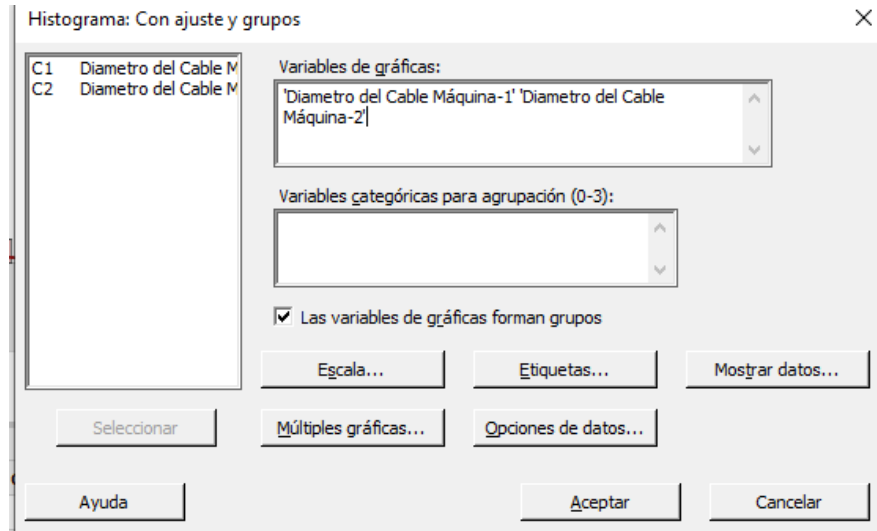 Histograma: Con ajuste y grupos
C1 Diametro del Cable M
C2 Diametro del Cable M
Variables de gráficas:
'Diametro del Cable Máquina-1' 'Diametro del Cable
Máquina-2'
Variables categóricas para agrupación (0-3):
Las variables de gráficas forman grupos
Escala... Etiquetas... Mostrar datos...
Seleccionar Múltiples gráficas... Opciones de datos...
Ayuda Aceptar Cancelar